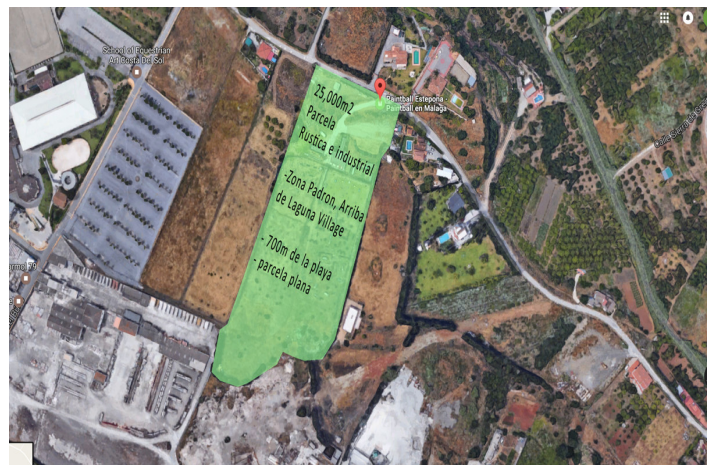 School of Equestrian
Art Costa Del Sol
25,000m2
Parcela
Rustica e industrial
-Zona Padron, Arriba
de Laguna Village
- 700m de la playa
- parcela plana
Paintball Estepona -
Paintball en Málaga